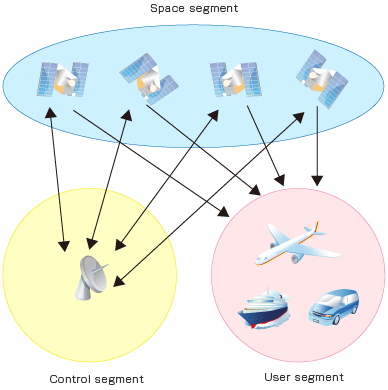 Space segment
Control segment
User segment